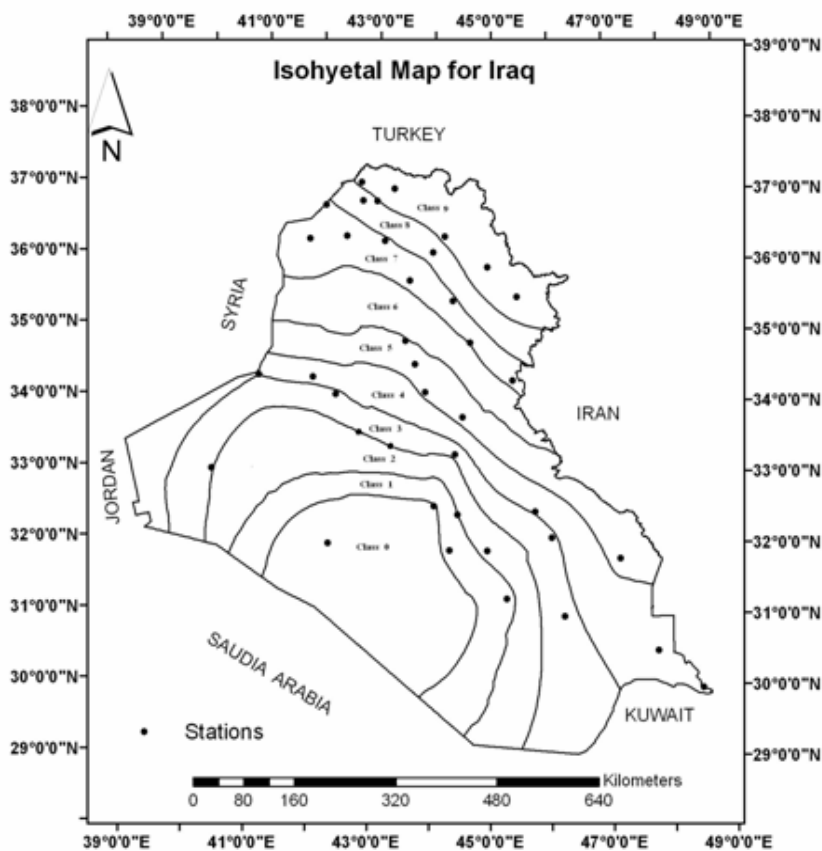 39°0'0"E 41°0'0"E 43°0'0"E 45°0'0"E 47°0'0"E 49°0'0"E
Isohyetal Map for Iraq
39°0'0"N
38°0'0"N
38°0'0"N
N
TURKEY
37°0'0"N
37°0'0"N
Class 9
Class 8
36°0'0"N
36°0'0"N
Class 7
SYRIA
Class 6
35°0'0"N
35°0'0"N
Class 5
34°0'0"N
34°0'0"N
Class 4
IRAN
Class 3
33°0'0"N
33°0'0"N
Class 2
JORDAN
Class 1
32°0'0"N
32°0'0"N
Class 0
31°0'0"N
31°0'0"N
SAUDIA ARABIA
30°0'0"N
30°0'0"N
KUWAIT
Stations
29°0'0"N
29°0'0"N
Kilometers
0 80 160 320 480 640
39°0'0"E 41°0'0"E 43°0'0"E 45°0'0"E 47°0'0"E 49°0'0"E